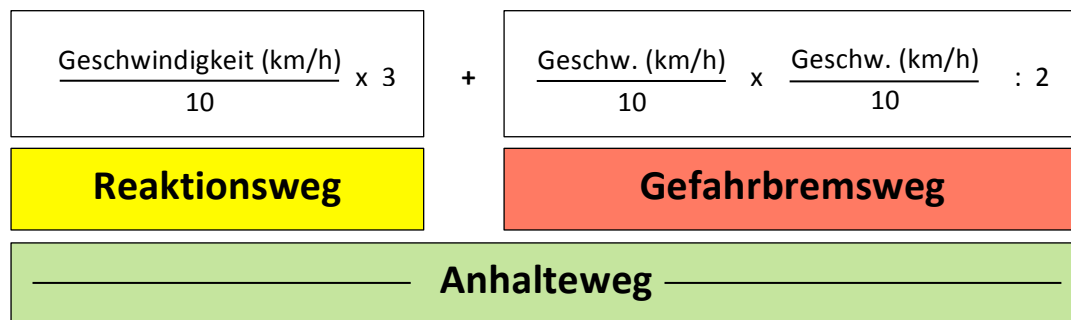 Geschwindigkeit (km/h)
10
x 3
+
Geschw. (km/h)
10
x
Geschw. (km/h)
10
: 2
Reaktionsweg
Gefahrbremsweg
Anhalteweg